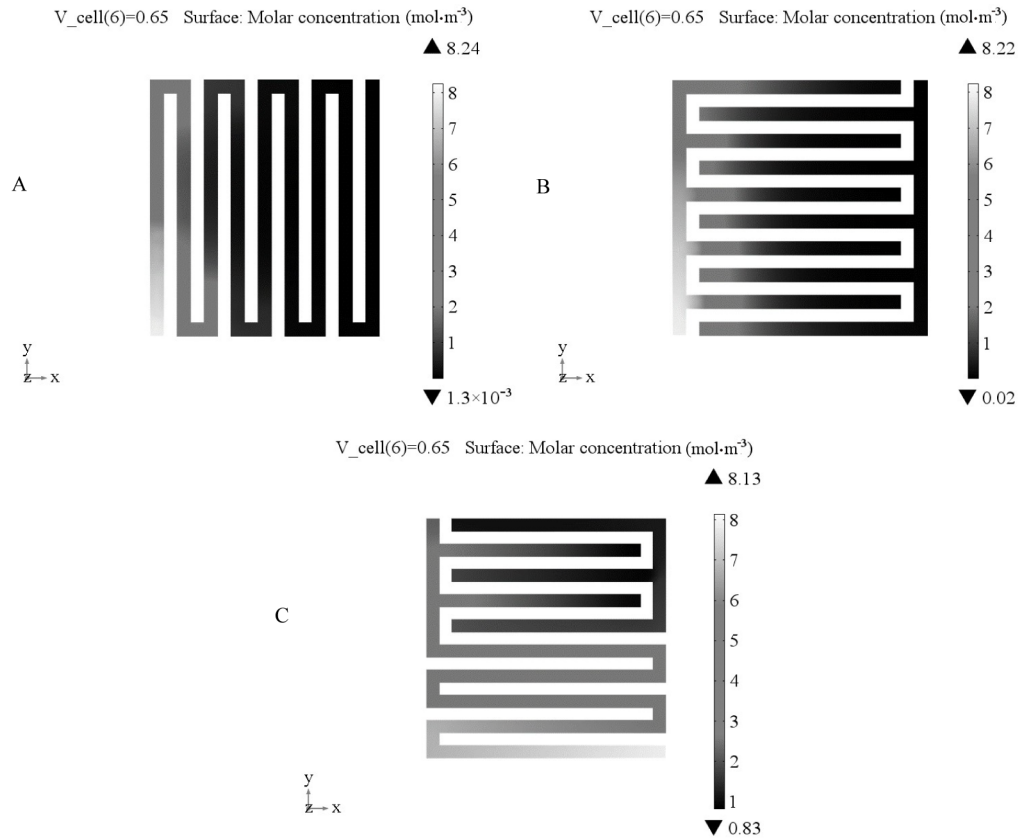 V_cell(6)=0.65 Surface: Molar concentration (mol·m⁻³)
▲ 8.24
8
7
6
5
4
3
2
1
▼ 1.3×10⁻³
A
y
z x
V_cell(6)=0.65 Surface: Molar concentration (mol·m⁻³)
▲ 8.22
8
7
6
5
4
3
2
1
▼ 0.02
B
y
z x
V_cell(6)=0.65 Surface: Molar concentration (mol·m⁻³)
▲ 8.13
8
7
6
5
4
3
2
1
▼ 0.83
C
y
z x